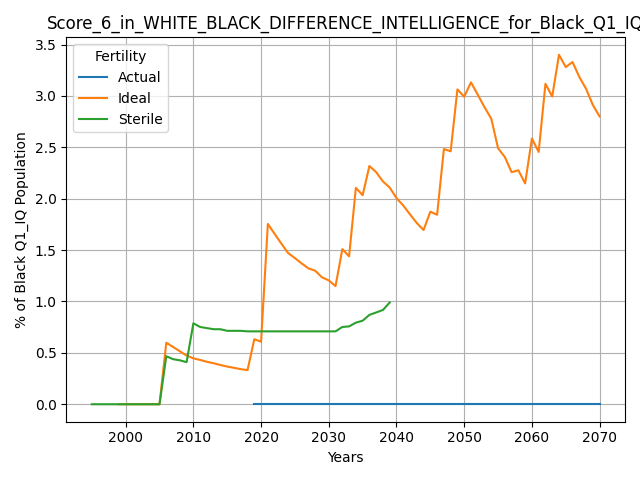 Score_6_in_WHITE_BLACK_DIFFERENCE_INTELLIGENCE_for_Black_Q1_IQ
Fertility
Actual
Ideal
Sterile
% of Black Q1_IQ Population
3.5
3.0
2.5
2.0
1.5
1.0
0.5
0.0
2000 2010 2020 2030 2040 2050 2060 2070
Years